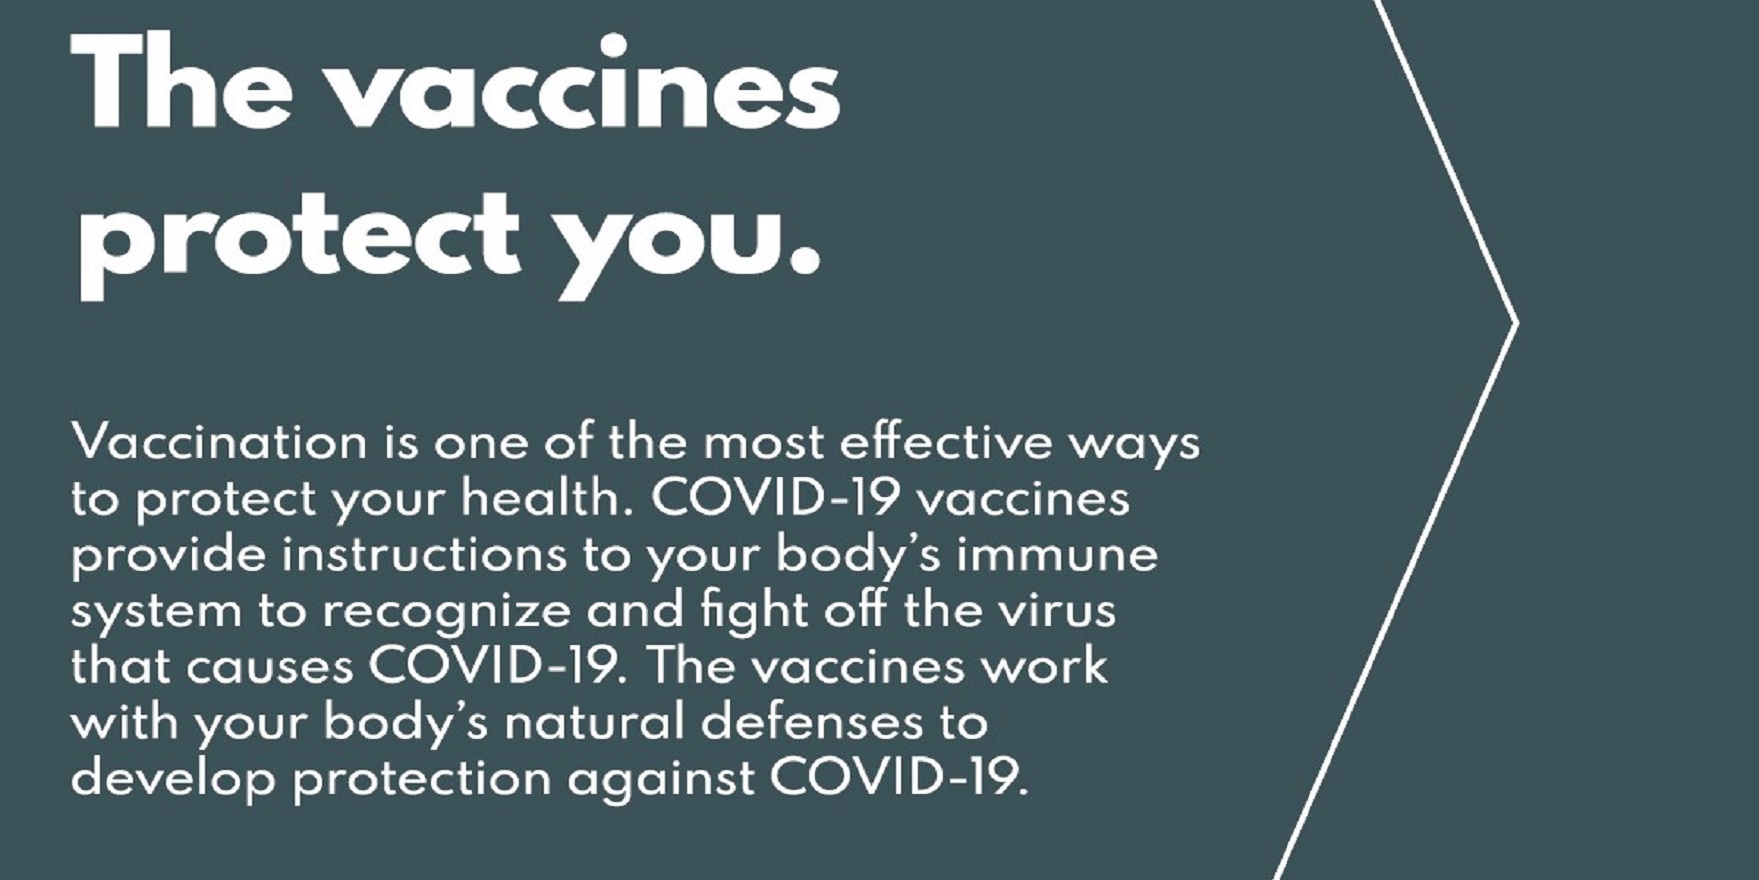 The vaccines
protect you.
Vaccination is one of the most effective ways
to protect your health. COVID-19 vaccines
provide instructions to your body’s immune
system to recognize and fight off the virus
that causes COVID-19. The vaccines work
with your body’s natural defenses to
develop protection against COVID-19.